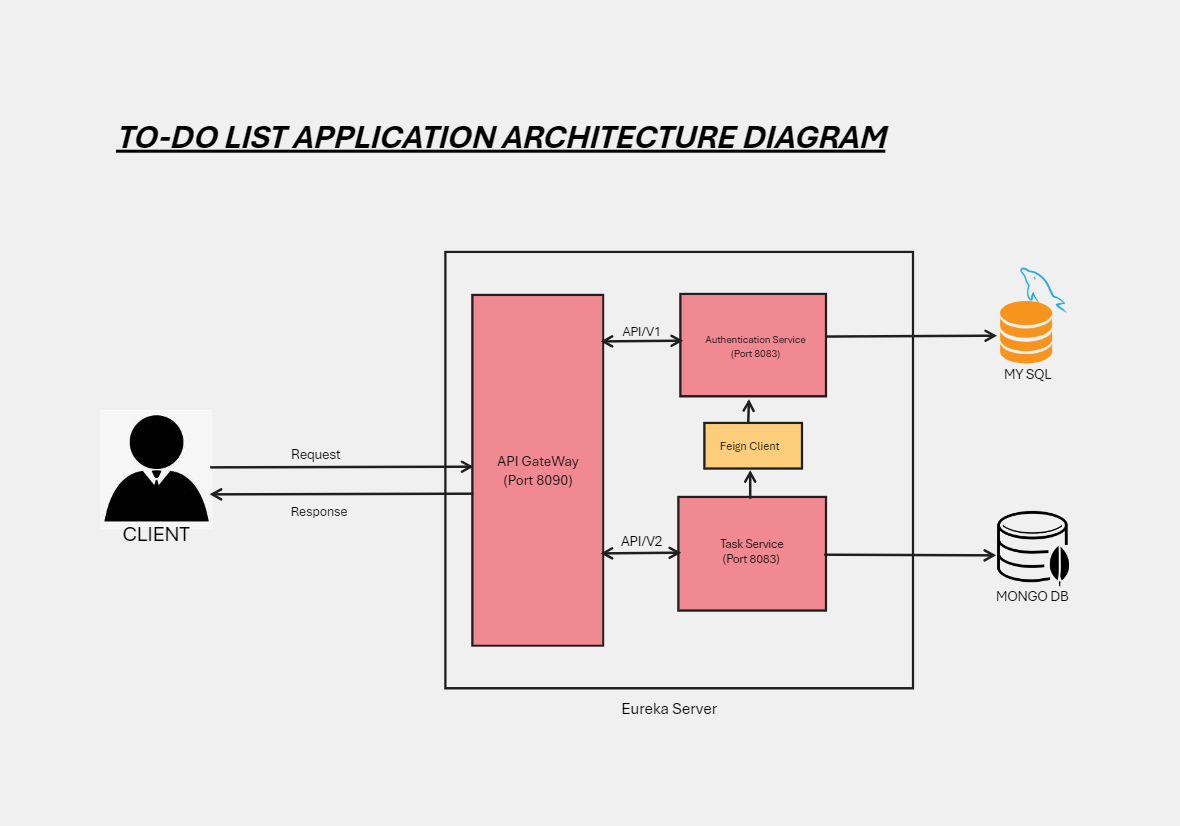 TO-DO LIST APPLICATION ARCHITECTURE DIAGRAM
API/V1
Authentication Service
(Port 8083)
MY SQL
Request
API GateWay
(Port 8090)
Feign Client
Response
CLIENT
API/V2
Task Service
(Port 8083)
MONGO DB
Eureka Server